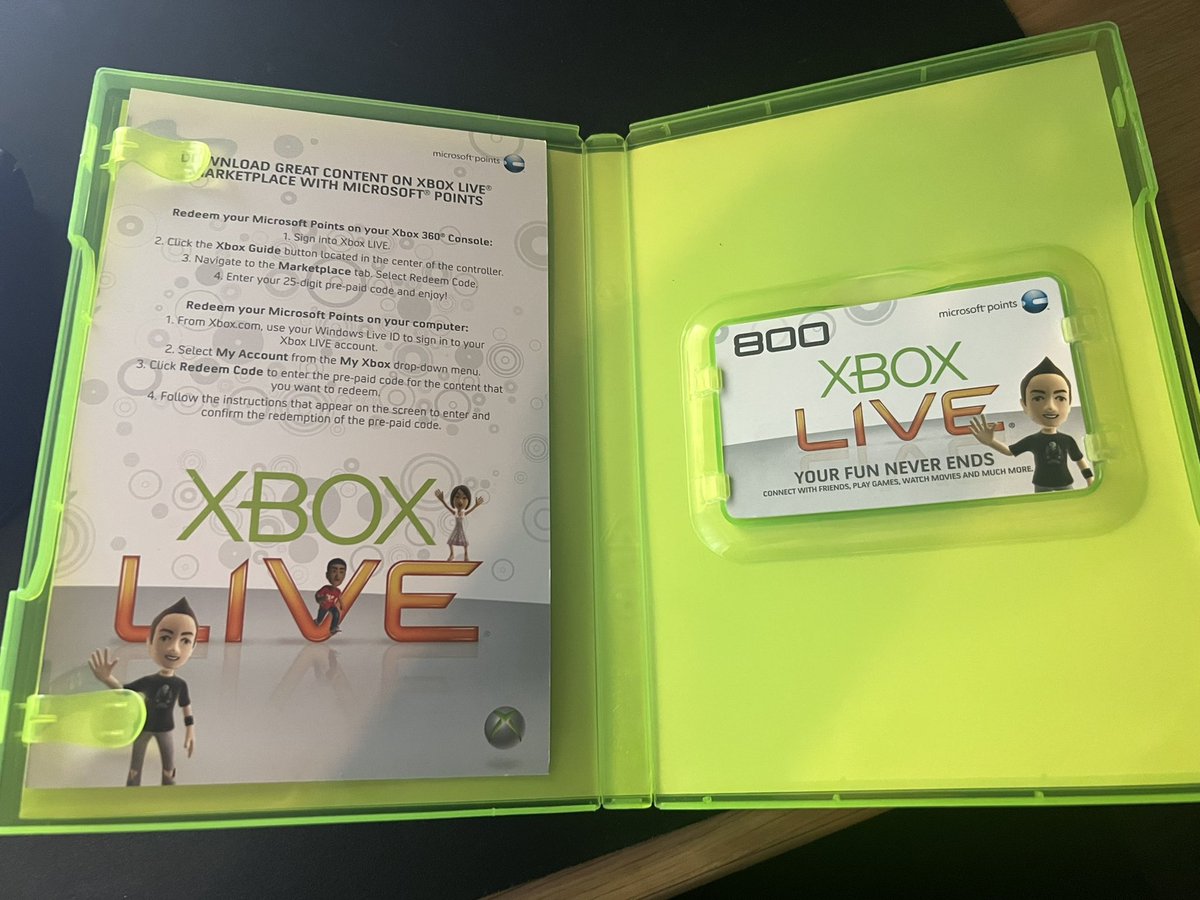 microsoft® points
DOWNLOAD GREAT CONTENT ON XBOX LIVE®
MARKETPLACE WITH MICROSOFT® POINTS
Redeem your Microsoft Points on your Xbox 360® Console:
1. Sign into Xbox LIVE.
2. Click the Xbox Guide button located in the center of the controller.
3. Navigate to the Marketplace tab. Select Redeem Code.
4. Enter your 25-digit pre-paid code and enjoy!
Redeem your Microsoft Points on your computer:
1. From Xbox.com, use your Windows Live ID to sign in to your
Xbox LIVE account.
2. Select My Account from the My Xbox drop-down menu.
3. Click Redeem Code to enter the pre-paid code for the content that
you want to redeem.
4. Follow the instructions that appear on the screen to enter and
confirm the redemption of the pre-paid code.
XBOX
LIVE®
microsoft® points
800
XBOX
LIVE®
YOUR FUN NEVER ENDS
CONNECT WITH FRIENDS, PLAY GAMES, WATCH MOVIES AND MUCH MORE.